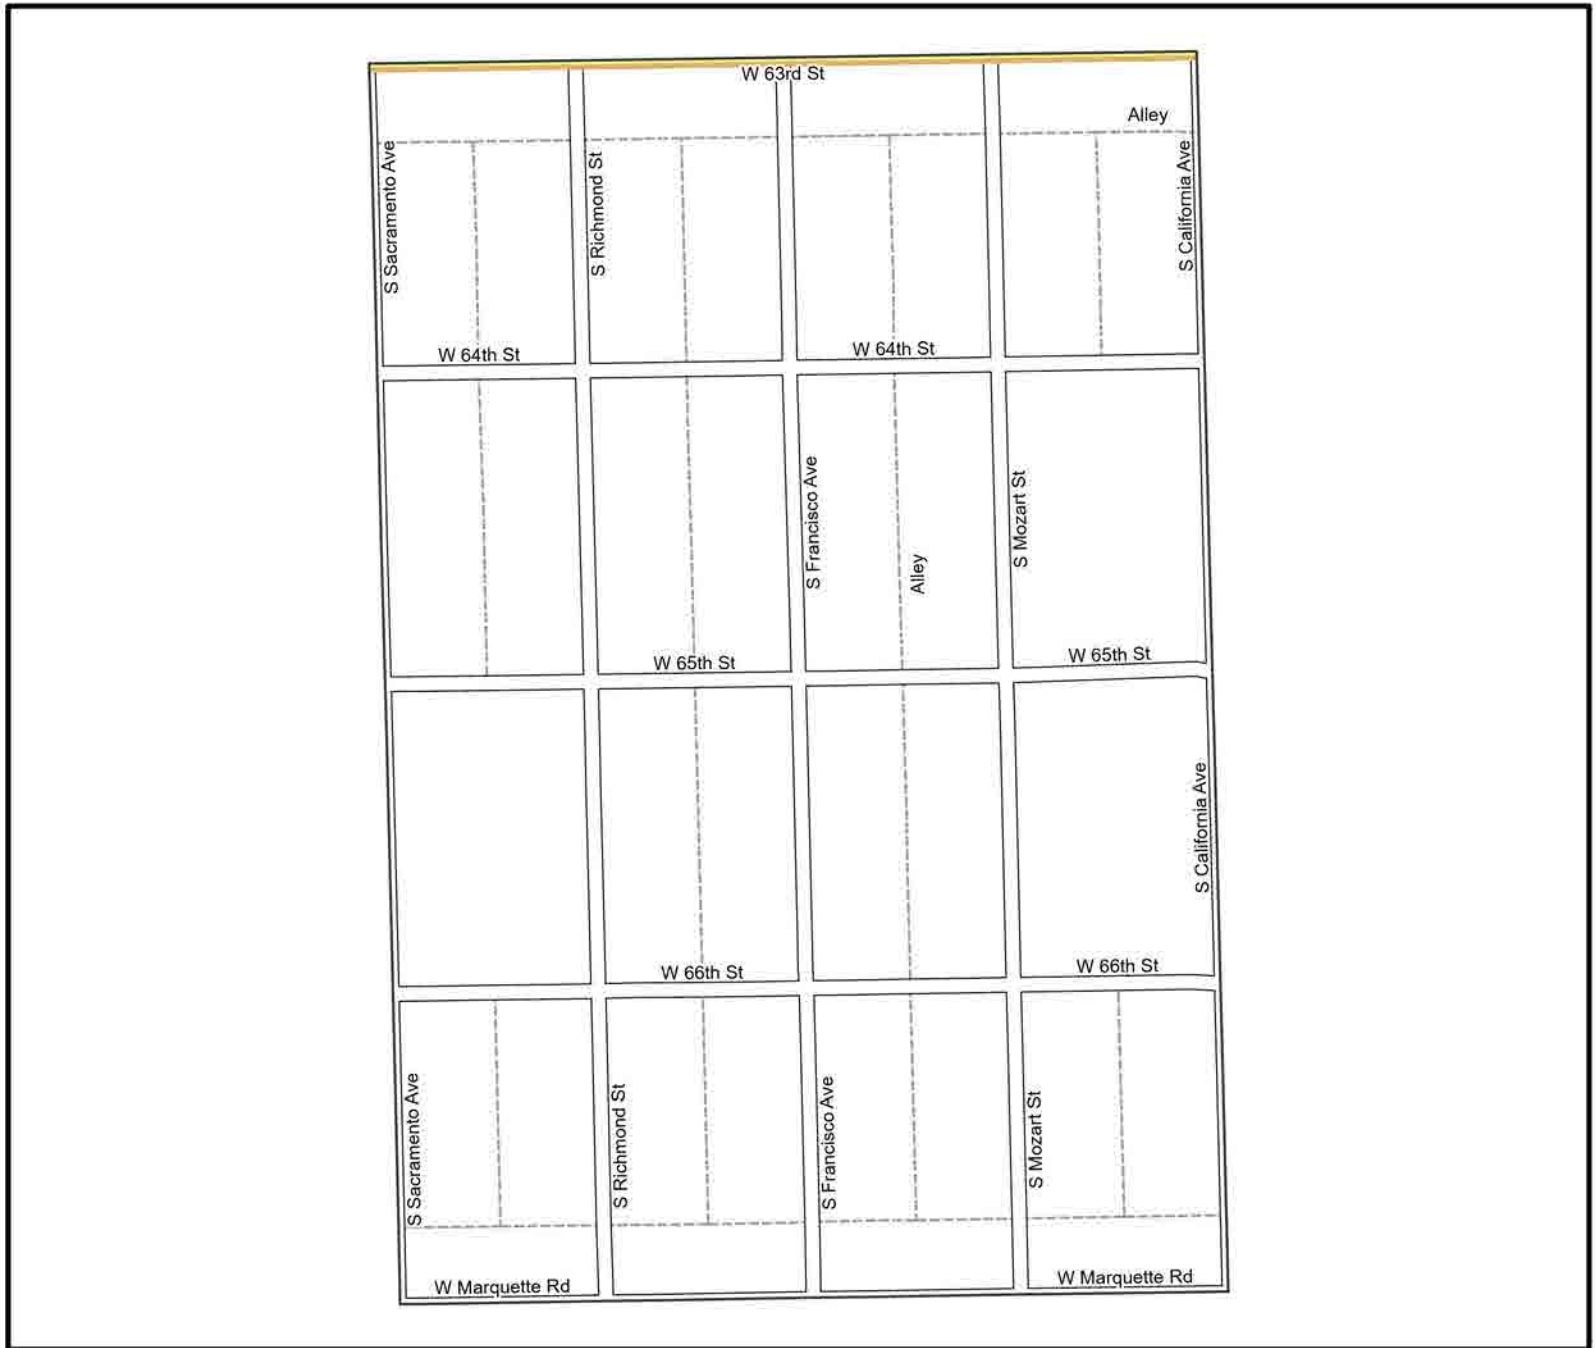 W 63rd St
Alley
S Sacramento Ave
S Richmond St
S California Ave
W 64th St
W 64th St
S Francisco Ave
Alley
S Mozart St
W 65th St
W 65th St
S California Ave
W 66th St
W 66th St
S Sacramento Ave
S Richmond St
S Francisco Ave
S Mozart St
W Marquette Rd
W Marquette Rd